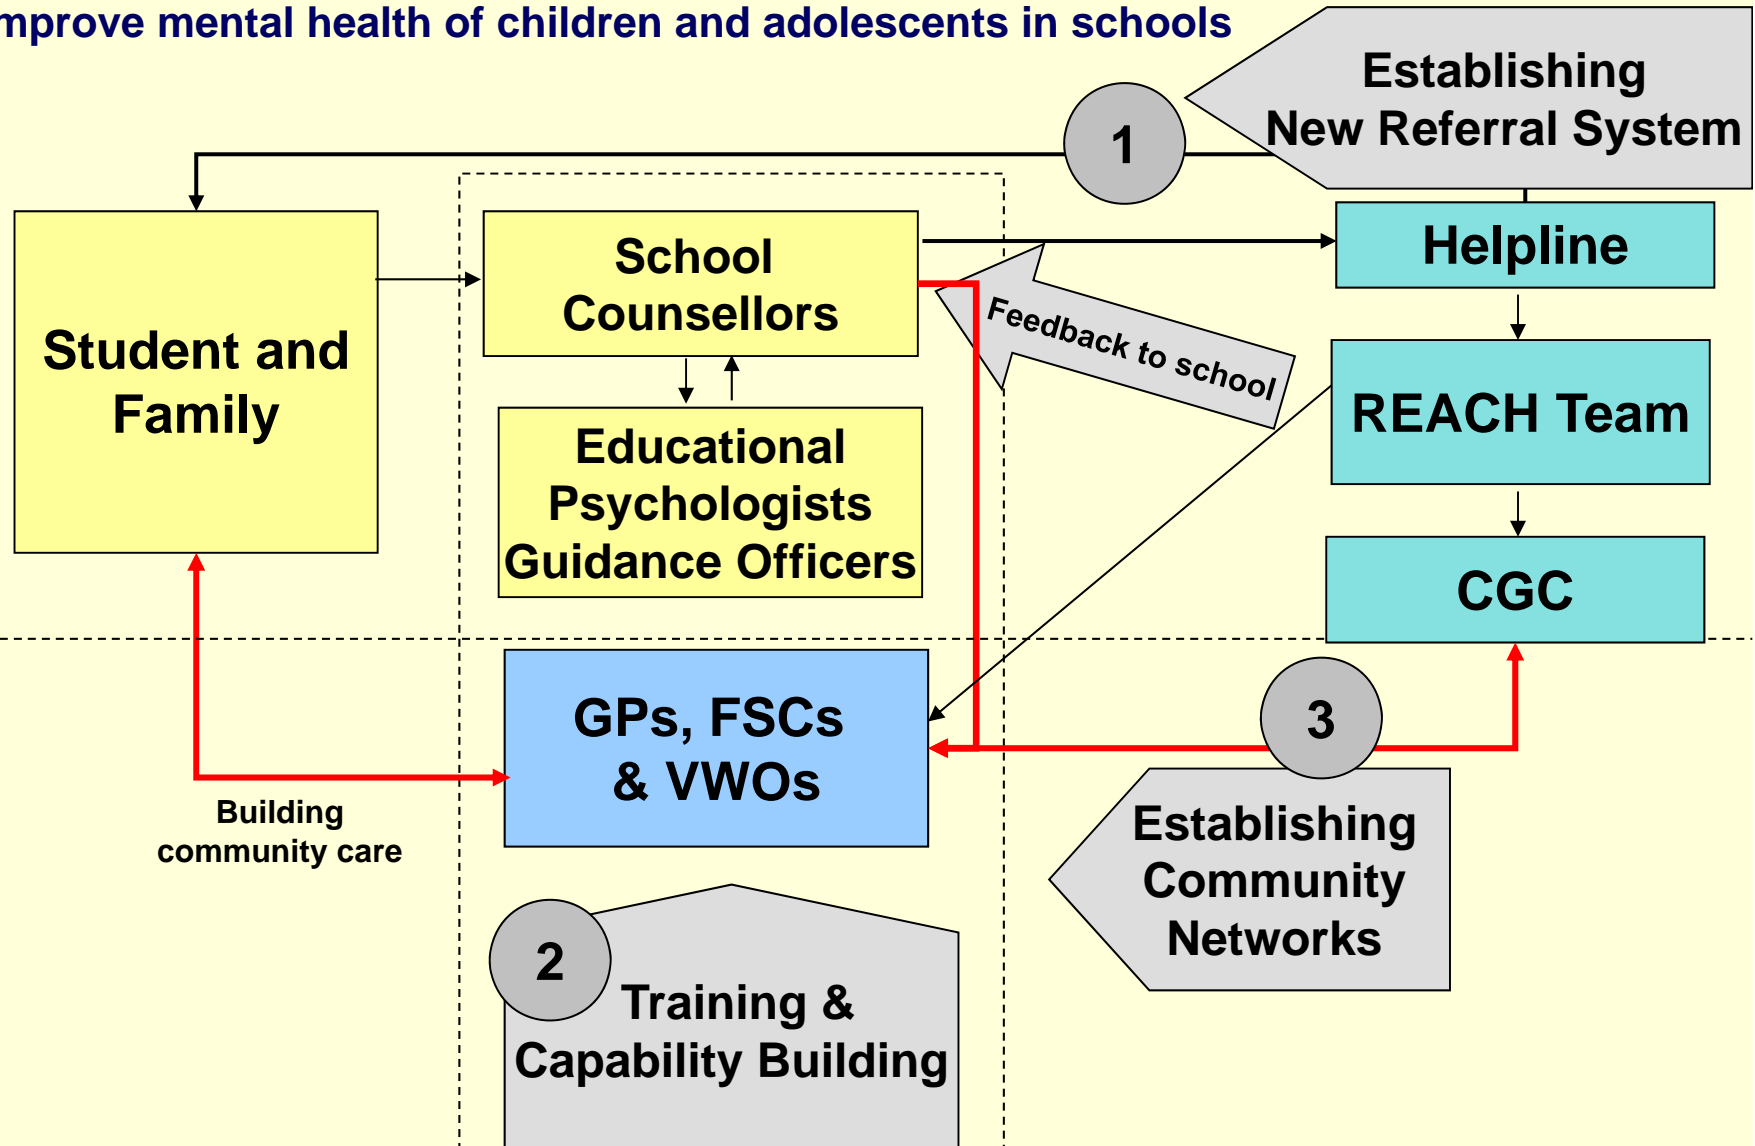 mprove mental health of children and adolescents in schools
Establishing
New Referral System
1
Student and
Family
School
Counsellors
Helpline
Feedback to school
REACH Team
Educational
Psychologists
Guidance Officers
CGC
GPs, FSCs
& VWOs
3
Building
community care
Establishing
Community
Networks
2
Training &
Capability Building